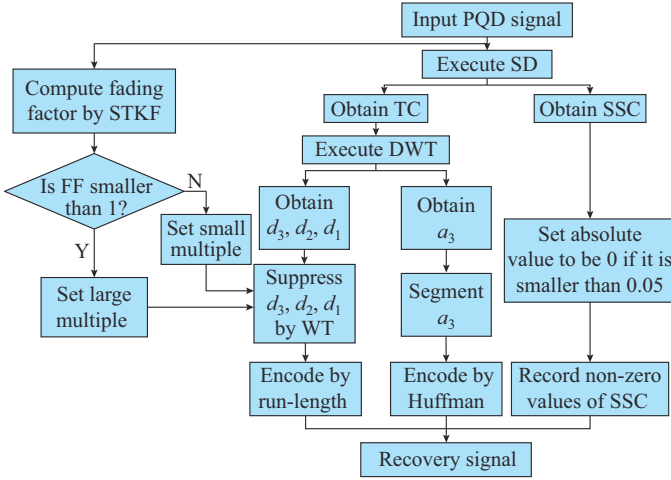 Input PQD signal
Execute SD
Compute fading
factor by STKF
Obtain TC
Obtain SSC
Execute DWT
Is FF smaller
than 1?
N
Y
Set small
multiple
Set large
multiple
Obtain
d3, d2, d1
Suppress
d3, d2, d1
by WT
Encode by
run-length
Obtain
a3
Segment
a3
Encode by
Huffman
Set absolute
value to be 0 if it is
smaller than 0.05
Record non-zero
values of SSC
Recovery signal